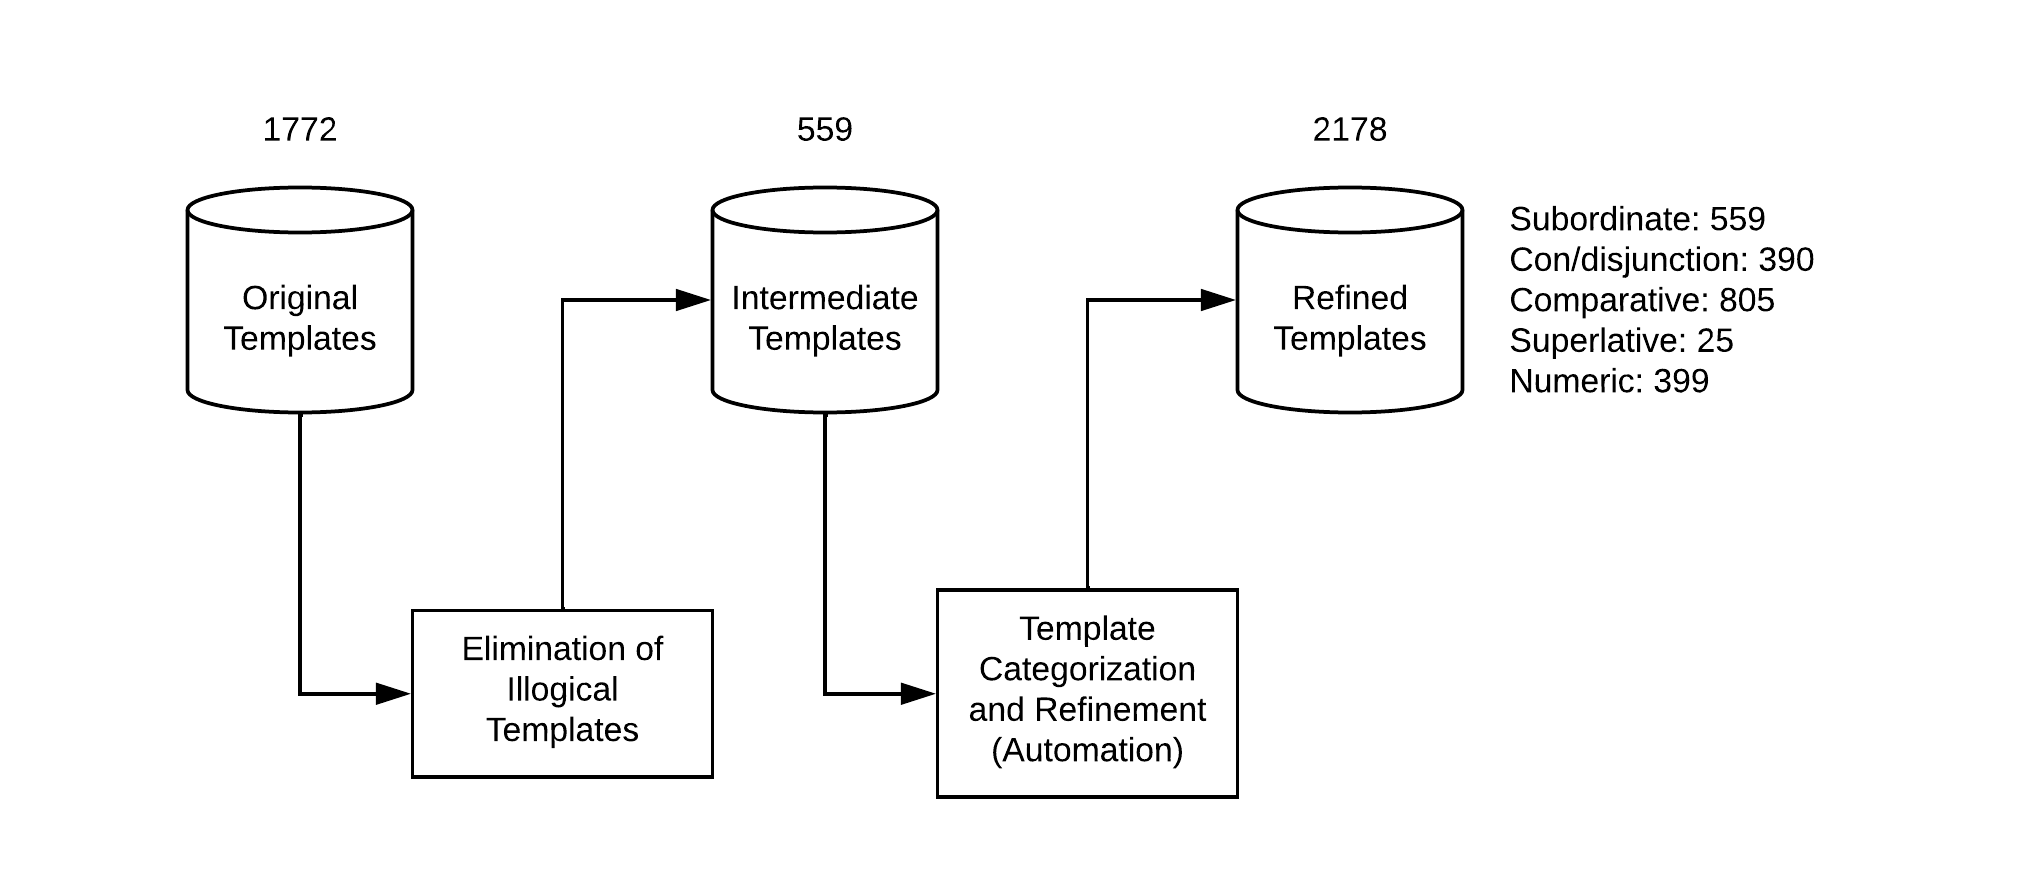 1772
559
2178
Original
Templates
Intermediate
Templates
Refined
Templates
Subordinate: 559
Con/disjunction: 390
Comparative: 805
Superlative: 25
Numeric: 399
Elimination of
Illogical
Templates
Template
Categorization
and Refinement
(Automation)